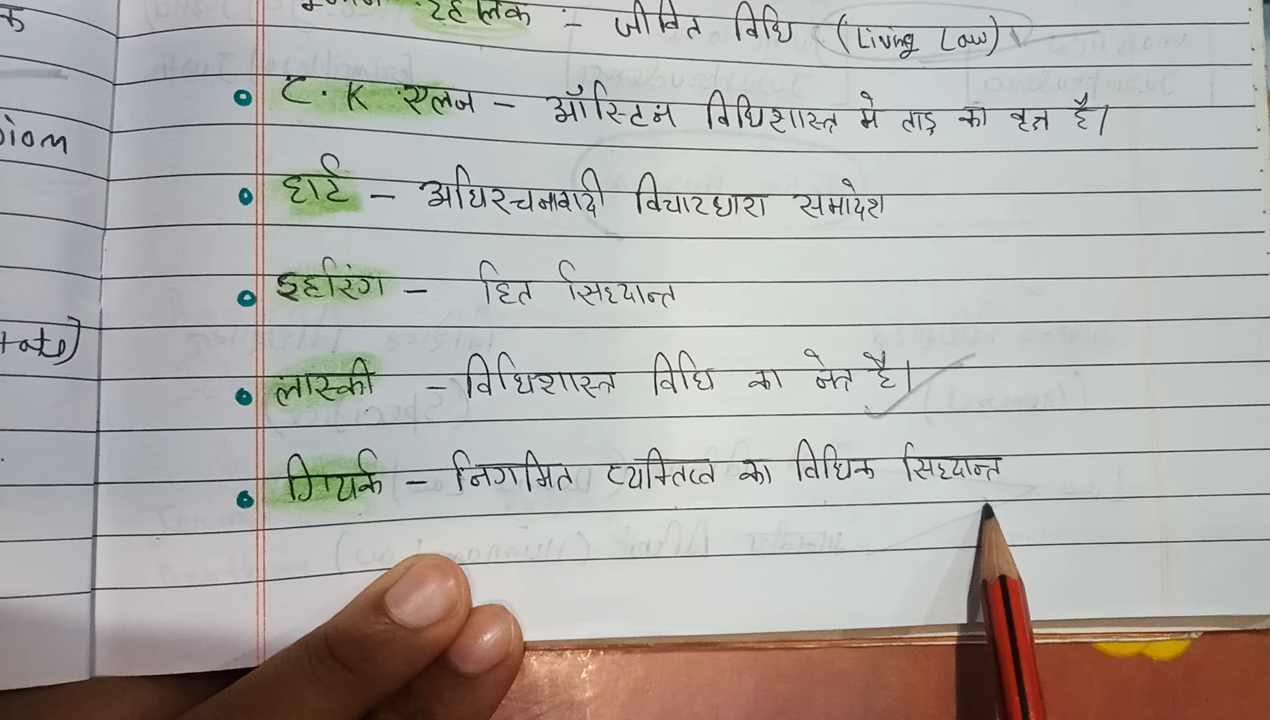 एहर्लिक :- जीवित विधि (Living Law)
C. K एलन - ऑस्टिन विधिशास्त्र मे ताड़ का वृक्ष है।
हार्ट - अधिरचनावादी विचारधारा समादेश
इहरिंग - हित सिध्यान्त
लास्की - विधिशास्त्र विधि का नेत्र है।
गियर्क - निगमित व्यक्तित्व का विधिक सिध्यान्त